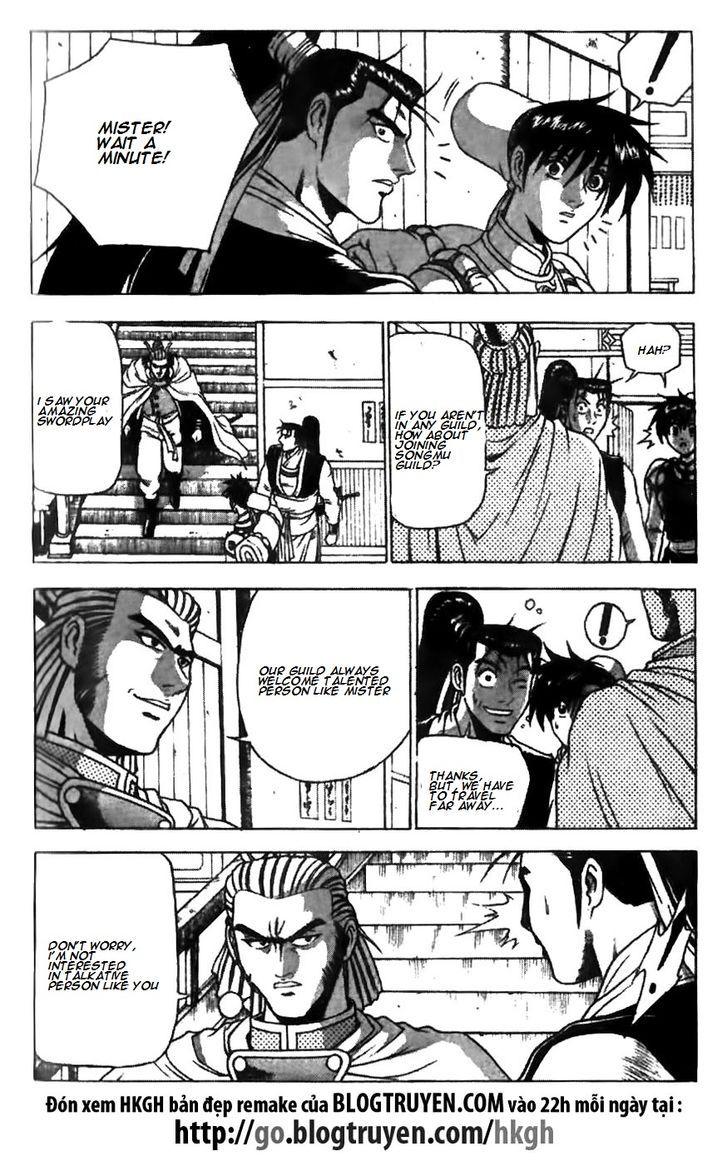 MISTER!
WAIT A
MINUTE!
!
I SAW YOUR
AMAZING
SWORDPLAY
IF YOU AREN'T
IN ANY GUILD,
HOW ABOUT
JOINING
SONGMU
GUILD?
HAH?
OUR GUILD ALWAYS
WELCOME TALENTED
PERSON LIKE MISTER
!
THANKS,
BUT, WE HAVE
TO TRAVEL
FAR AWAY...
DON'T WORRY,
I'M NOT
INTERESTED
IN TALKATIVE
PERSON LIKE YOU
Đón xem HKGH bản đẹp remake của BLOGTRUYEN.COM vào 22h mỗi ngày tại :
http://go.blogtruyen.com/hkgh